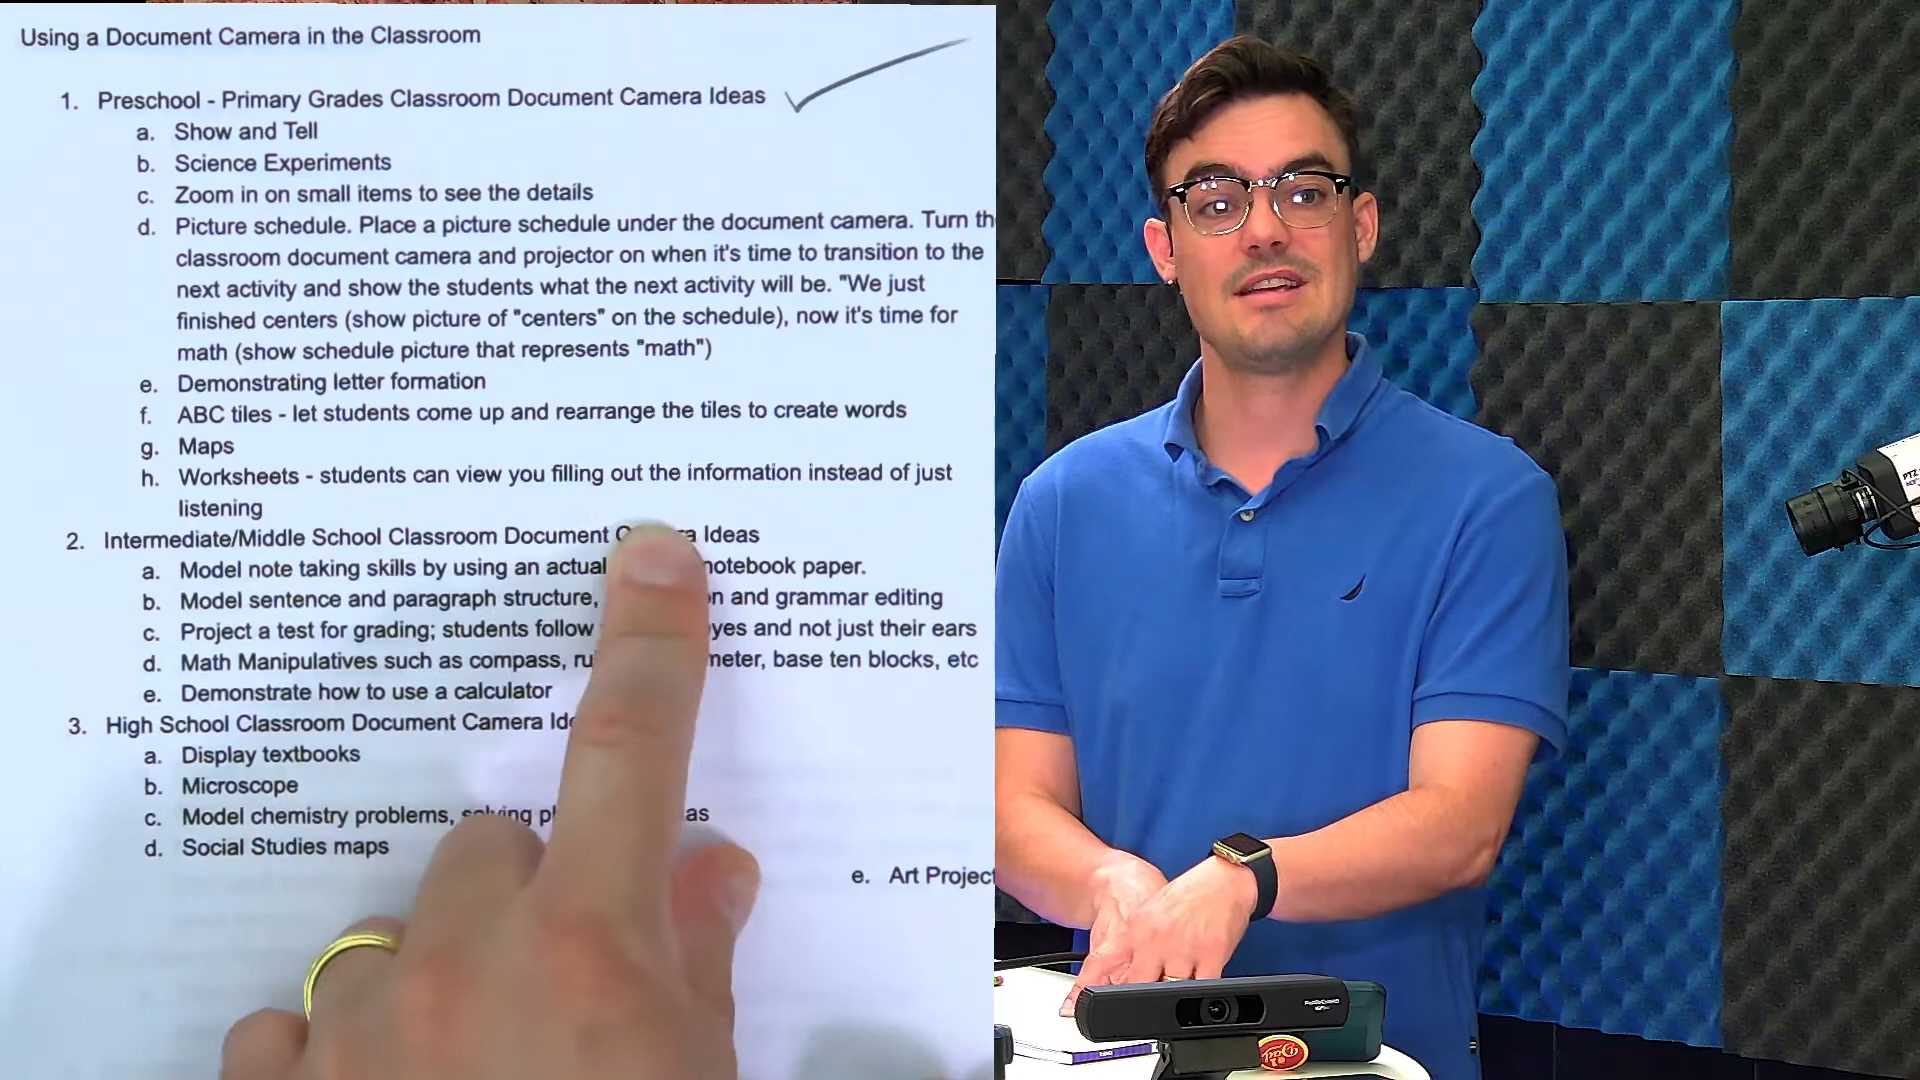 Using a Document Camera in the Classroom
1. Preschool - Primary Grades Classroom Document Camera Ideas
a. Show and Tell
b. Science Experiments
c. Zoom in on small items to see the details
d. Picture schedule. Place a picture schedule under the document camera. Turn th
classroom document camera and projector on when it's time to transition to the
next activity and show the students what the next activity will be. "We just
finished centers (show picture of "centers" on the schedule), now it's time for
math (show schedule picture that represents "math")
e. Demonstrating letter formation
f. ABC tiles - let students come up and rearrange the tiles to create words
g. Maps
h. Worksheets - students can view you filling out the information instead of just
listening
2. Intermediate/Middle School Classroom Document Ideas
a. Model note taking skills by using an actual notebook paper.
b. Model sentence and paragraph structure, and grammar editing
c. Project a test for grading; students follow and not just their ears
d. Math Manipulatives such as compass, base ten blocks, etc
e. Demonstrate how to use a calculator
3. High School Classroom Document Camera
a. Display textbooks
b. Microscope
c. Model chemistry problems,
d. Social Studies maps
e. Art Project
PTZ